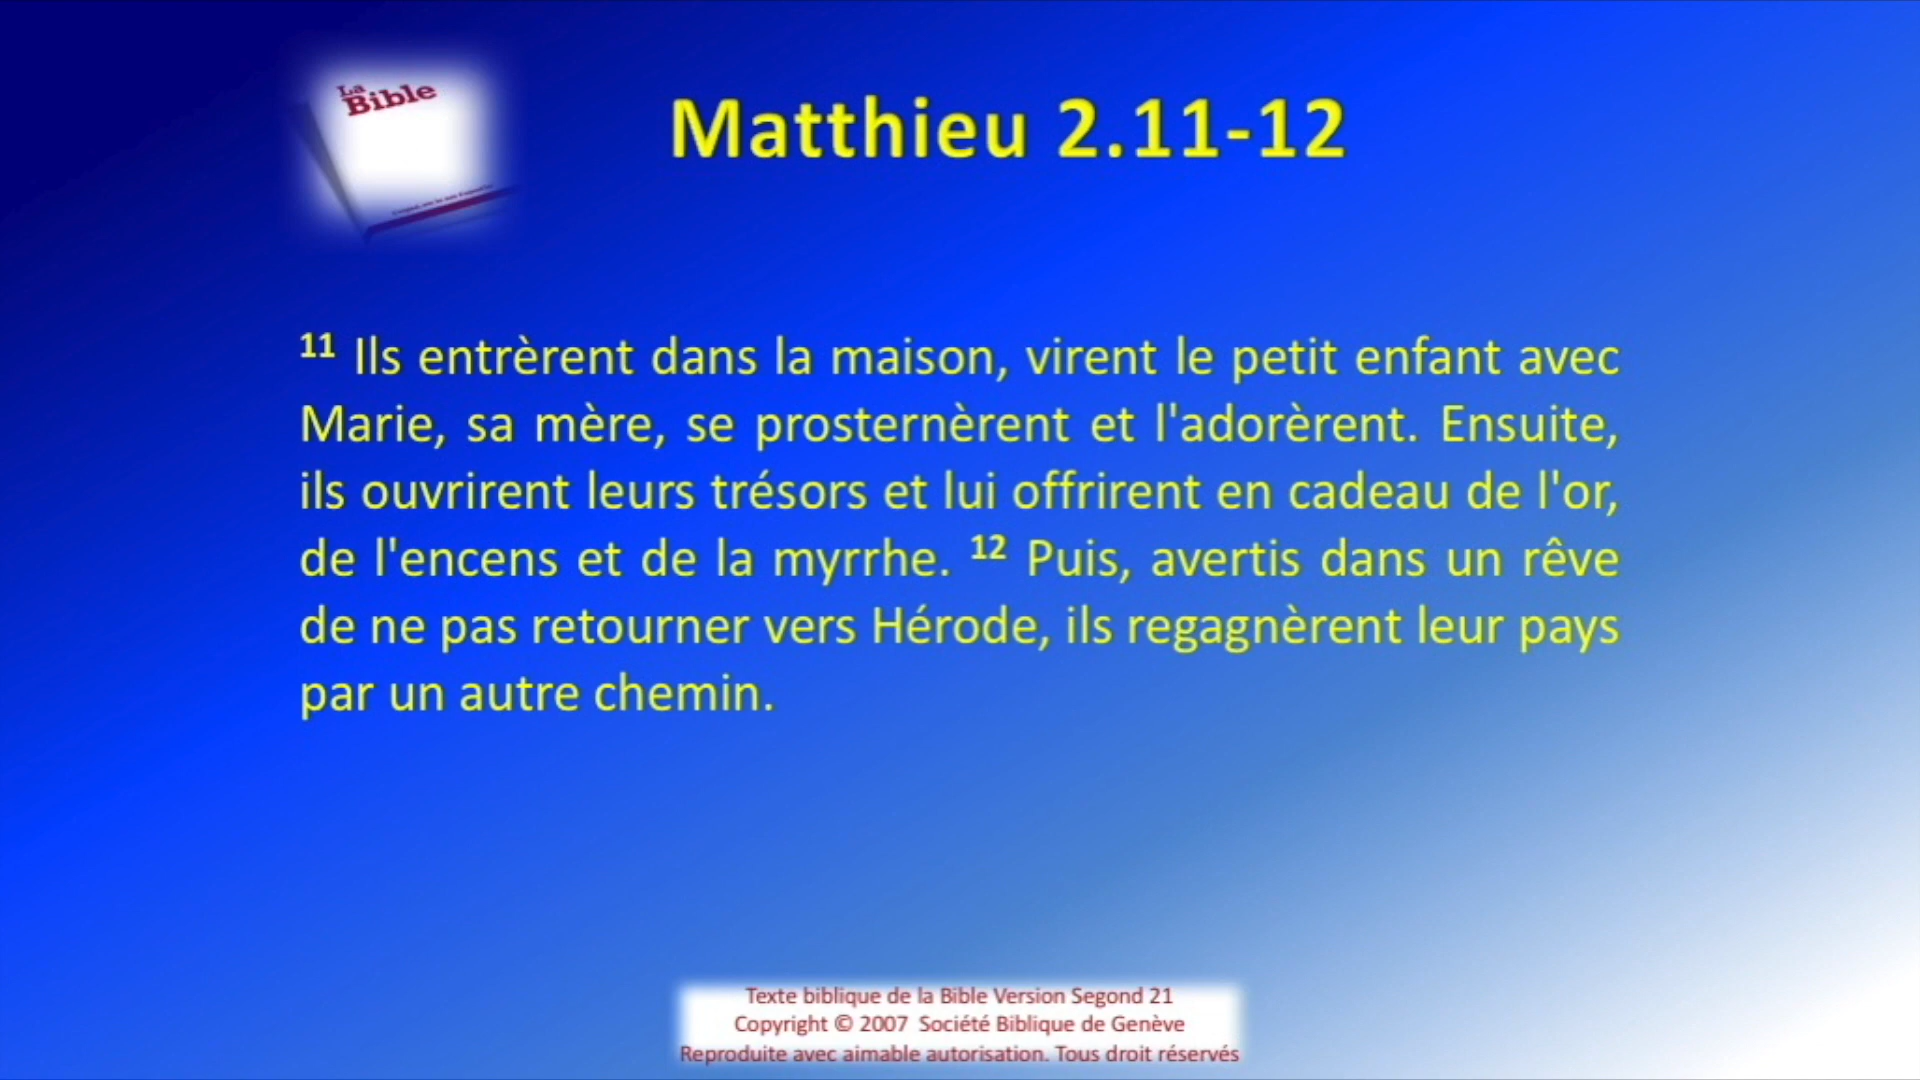 La
Bible
Matthieu 2.11-12
11 Ils entrèrent dans la maison, virent le petit enfant avec
Marie, sa mère, se prosternèrent et l'adorèrent. Ensuite,
ils ouvrirent leurs trésors et lui offrirent en cadeau de l'or,
de l'encens et de la myrrhe. 12 Puis, avertis dans un rêve
de ne pas retourner vers Hérode, ils regagnèrent leur pays
par un autre chemin.
Texte biblique de la Bible Version Segond 21
Copyright © 2007 Société Biblique de Genève
Reproduite avec aimable autorisation. Tous droit réservés